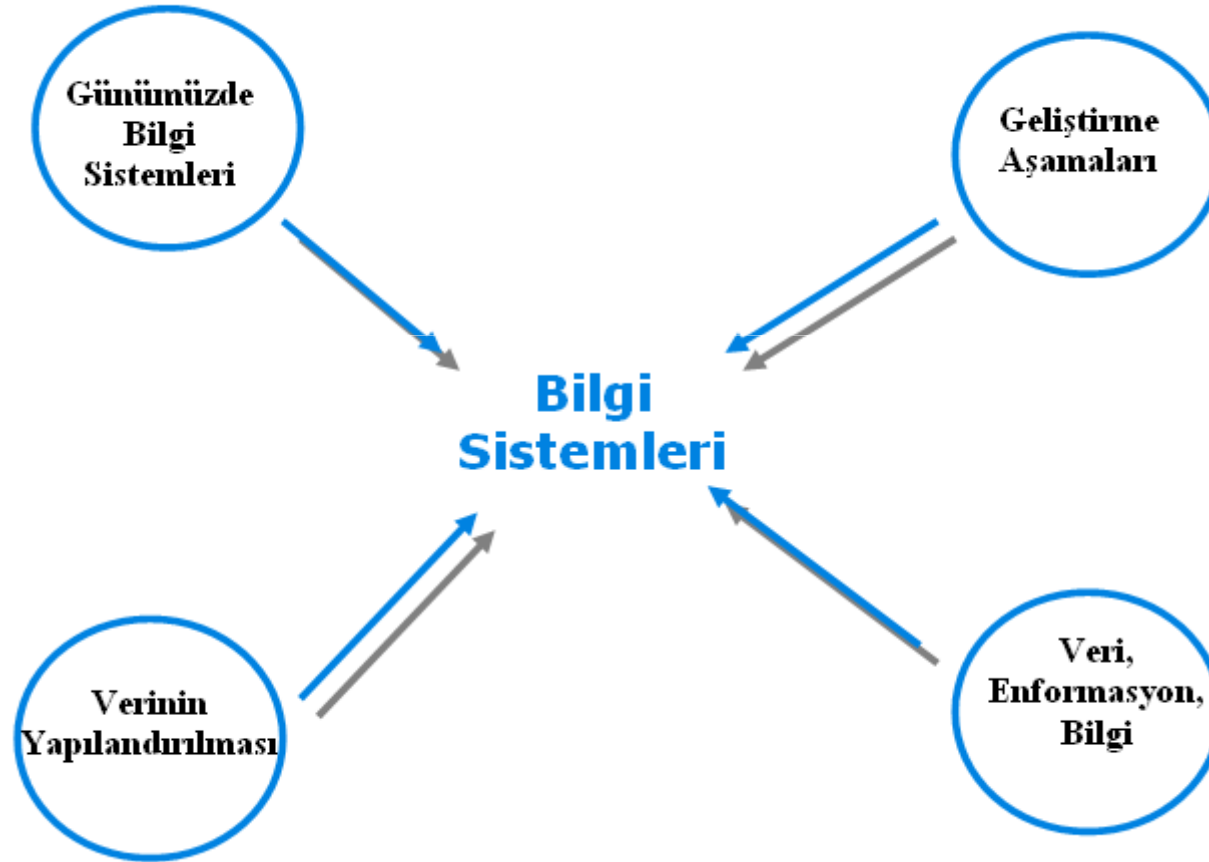 Günümüzde
Bilgi
Sistemleri
Geliştirme
Aşamaları
Bilgi
Sistemleri
Verinin
Yapılandırılması
Veri,
Enformasyon,
Bilgi